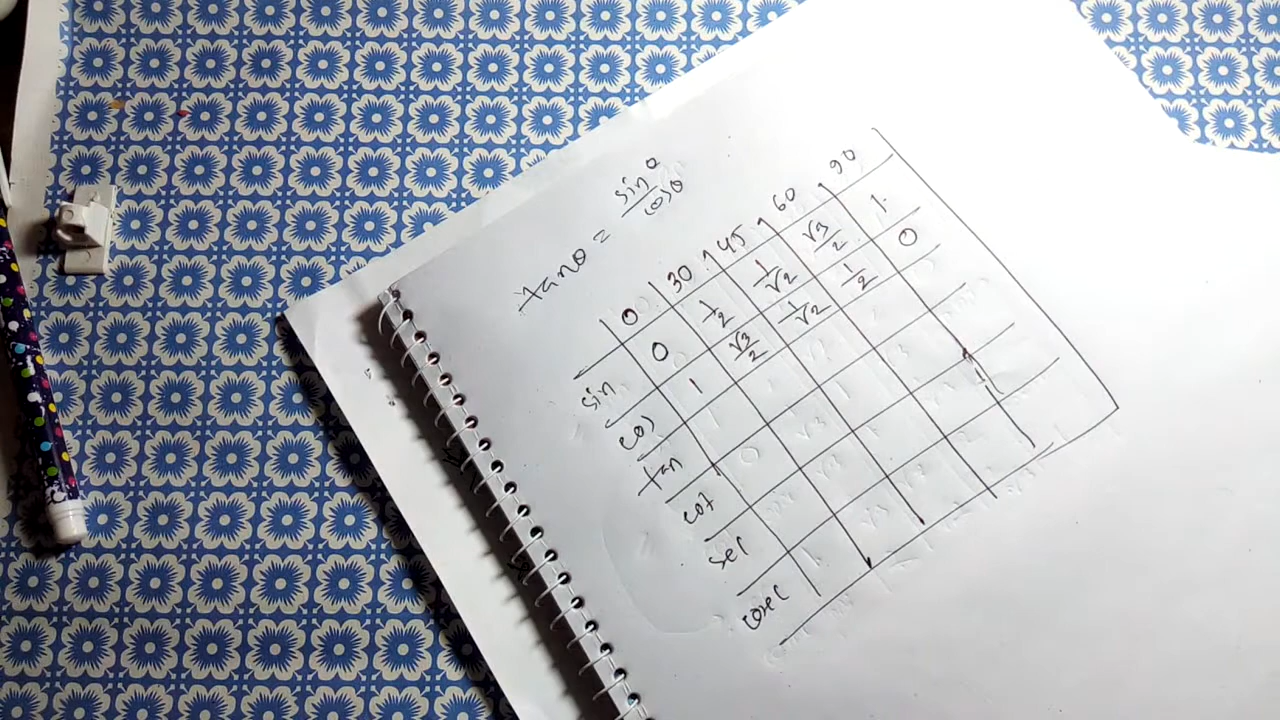 tanθ = sinθ/cosθ
0 30 45 60 90
sin 0 1/2 1/√2 √3/2 1
cos 1 √3/2 1/√2 1/2 0
tan
cot
sec
cosec